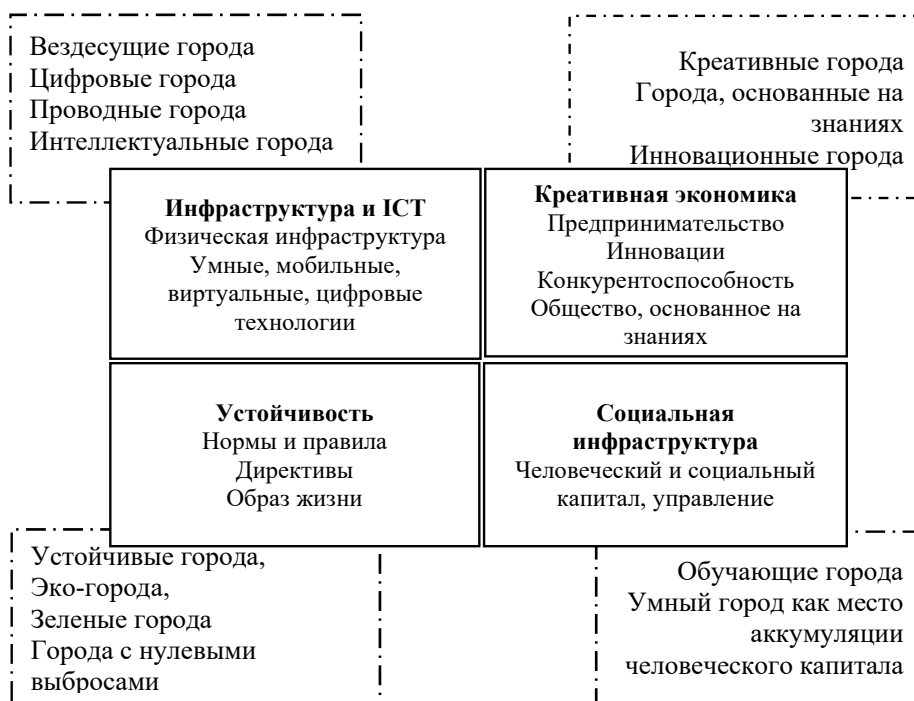 Вездесущие города
Цифровые города
Проводные города
Интеллектуальные города
Креативные города
Города, основанные на
знаниях
Инновационные города
Инфраструктура и ICT
Физическая инфраструктура
Умные, мобильные,
виртуальные, цифровые
технологии
Креативная экономика
Предпринимательство
Инновации
Конкурентоспособность
Общество, основанное на
знаниях
Устойчивость
Нормы и правила
Директивы
Образ жизни
Социальная
инфраструктура
Человеческий и социальный
капитал, управление
Устойчивые города,
Эко-города,
Зеленые города
Города с нулевыми
выбросами
Обучающие города
Умный город как место
аккумуляции
человеческого капитала